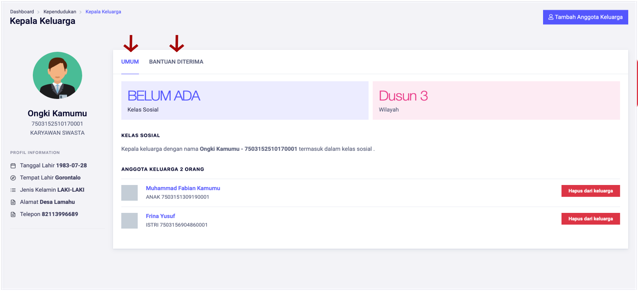 Dashboard > Kependudukan > Kepala Keluarga
Kepala Keluarga
Tambah Anggota Keluarga
Ongki Kamumu
7503152510170001
KARYAWAN SWASTA
PROFIL INFORMATION
Tanggal Lahir 1983-07-28
Tempat Lahir Gorontalo
Jenis Kelamin LAKI-LAKI
Alamat Desa Lamahu
Telepon 82113996689
UMUM BANTUAN DITERIMA
BELUM ADA
Kelas Sosial
Dusun 3
Wilayah
KELAS SOSIAL
Kepala keluarga dengan nama Ongki Kamumu - 7503152510170001 termasuk dalam kelas sosial .
ANGGOTA KELUARGA 2 ORANG
Muhammad Fabian Kamumu
ANAK 7503151309190001
Hapus dari keluarga
Frina Yusuf
ISTRI 7503156904860001
Hapus dari keluarga